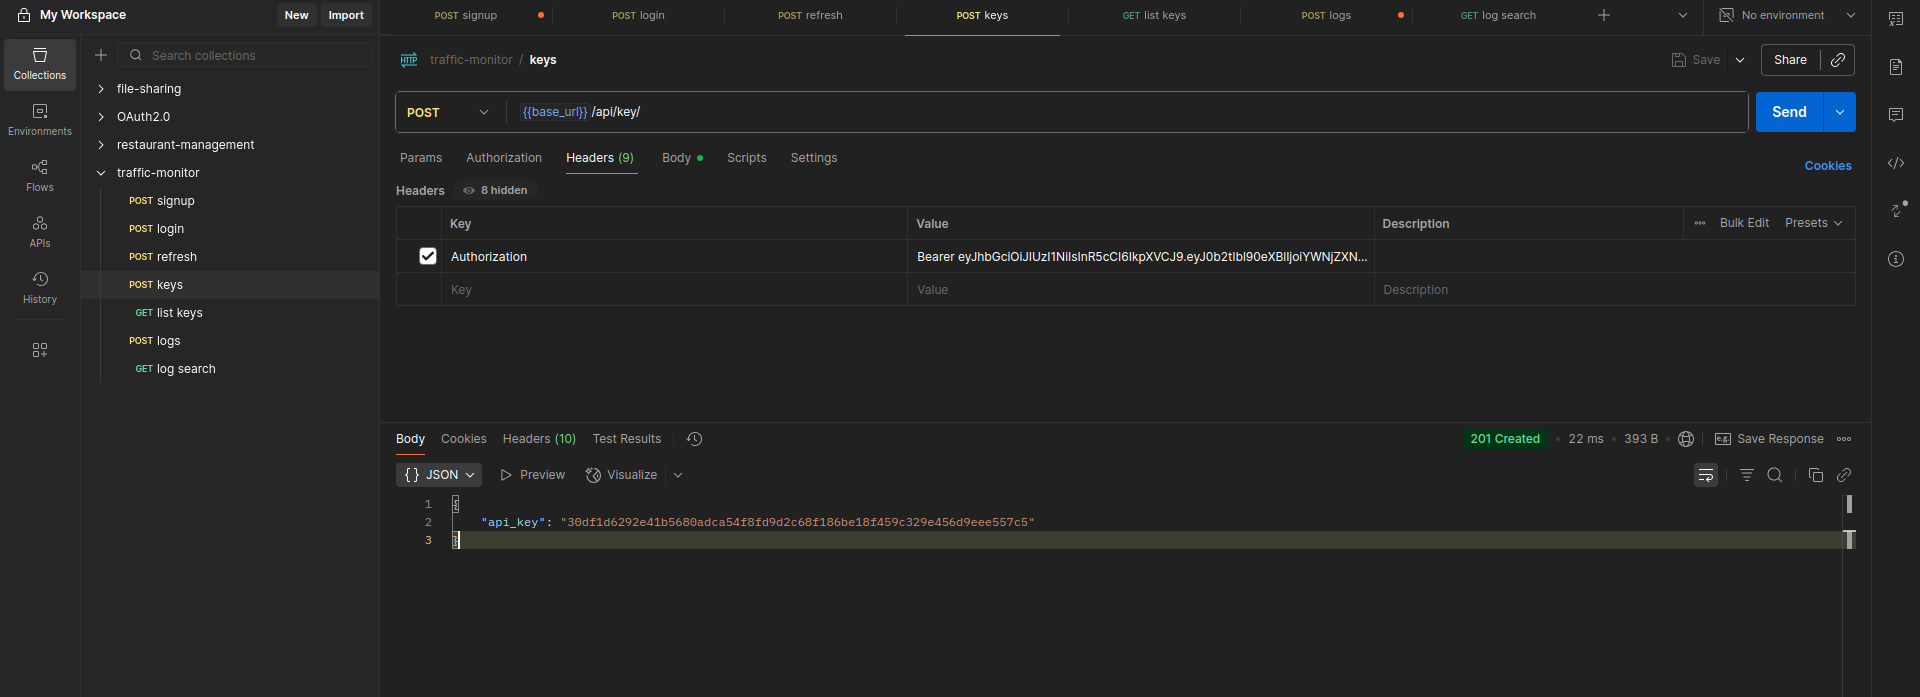 My Workspace
New
Import
POST signup
POST login
POST refresh
POST keys
GET list keys
POST logs
GET log search
No environment
Collections
Environments
Flows
APIs
History
Search collections
file-sharing
OAuth2.0
restaurant-management
traffic-monitor
POST signup
POST login
POST refresh
POST keys
GET list keys
POST logs
GET log search
HTTP traffic-monitor / keys
Save
Share
POST {{base_url}} /api/key/
Send
Params Authorization Headers (9) Body Scripts Settings
Cookies
Headers 8 hidden
Key Value Description ••• Bulk Edit Presets
Authorization Bearer eyJhbGciOiJIUzI1NiIsInR5cCI6IkpXVCJ9.eyJ0b2tlbl90eXBlIjoiYWNjZXN...
Key Value Description
Body Cookies Headers (10) Test Results
201 Created • 22 ms • 393 B
e.g. Save Response •••
{} JSON Preview Visualize
1 {
2 "api_key": "30df1d6292e41b5680adca54f8fd9d2c68f186be18f459c329e456d9eee557c5"
3 }